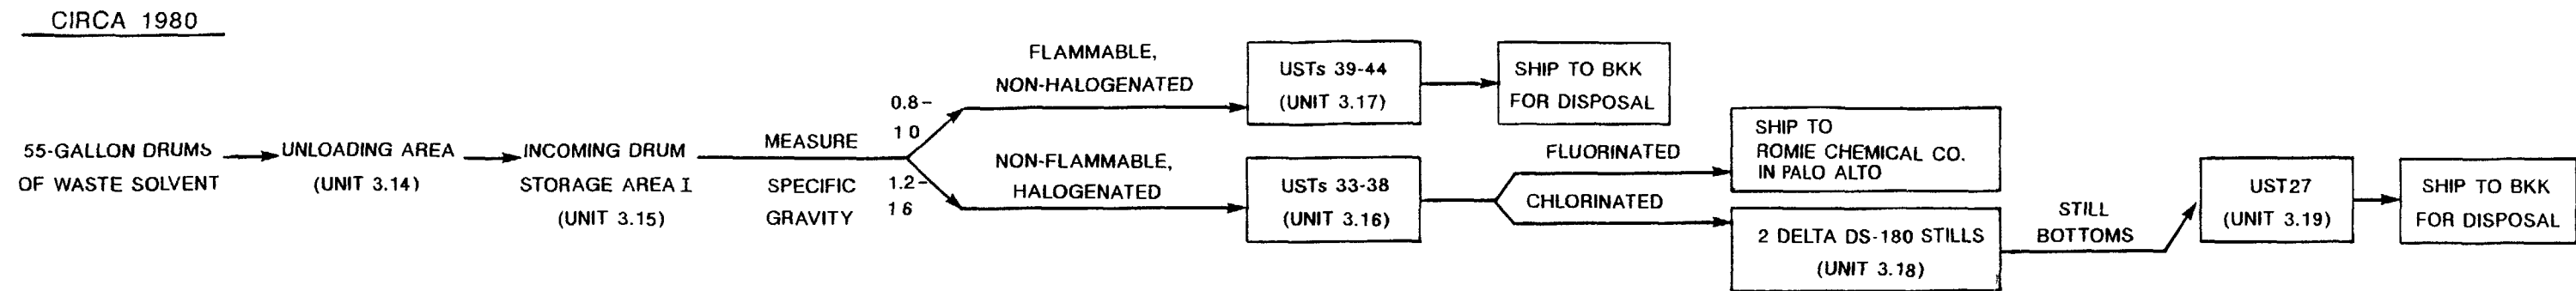 CIRCA 1980
55-GALLON DRUMS
OF WASTE SOLVENT
UNLOADING AREA
(UNIT 3.14)
INCOMING DRUM
STORAGE AREA I
(UNIT 3.15)
MEASURE
SPECIFIC
GRAVITY
0.8-
1 0
1.2-
1 6
FLAMMABLE,
NON-HALOGENATED
NON-FLAMMABLE,
HALOGENATED
USTs 39-44
(UNIT 3.17)
SHIP TO BKK
FOR DISPOSAL
USTs 33-38
(UNIT 3.16)
FLUORINATED
CHLORINATED
SHIP TO
ROMIE CHEMICAL CO.
IN PALO ALTO
2 DELTA DS-180 STILLS
(UNIT 3.18)
STILL
BOTTOMS
UST27
(UNIT 3.19)
SHIP TO BKK
FOR DISPOSAL